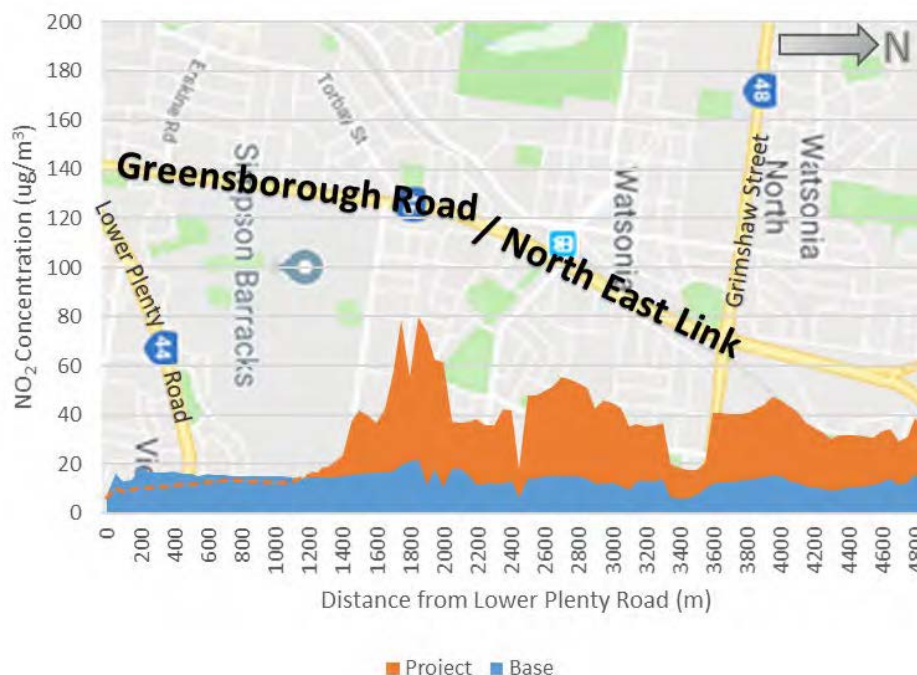 200
180
160
140
120
100
80
60
40
20
0
NO₂ Concentration (ug/m³)
N
Erskine Rd
Torbay St
48
Simpson Barracks
Greensborough Road / North East Link
Watsonia
Watsonia North
Grimshaw Street
Lower Plenty Road
44
0
200
400
600
800
1000
1200
1400
1600
1800
2000
2200
2400
2600
2800
3000
3200
3400
3600
3800
4000
4200
4400
4600
4800
Distance from Lower Plenty Road (m)
Project
Base